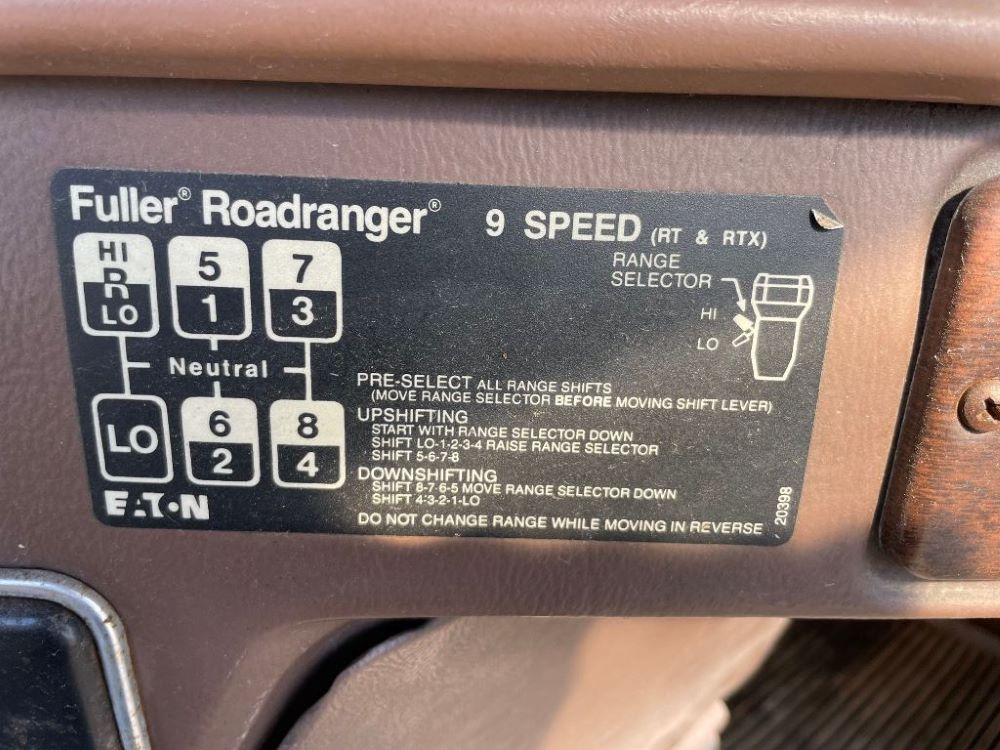 Fuller® Roadranger® 9 SPEED (RT & RTX)
HI
R
LO
5
1
7
3
Neutral
LO
6
2
8
4
EATON
RANGE
SELECTOR
HI
LO
PRE-SELECT ALL RANGE SHIFTS
(MOVE RANGE SELECTOR BEFORE MOVING SHIFT LEVER)
UPSHIFTING
START WITH RANGE SELECTOR DOWN
SHIFT LO-1-2-3-4 RAISE RANGE SELECTOR
SHIFT 5-6-7-8
DOWNSHIFTING
SHIFT 8-7-6-5 MOVE RANGE SELECTOR DOWN
SHIFT 4-3-2-1-LO
DO NOT CHANGE RANGE WHILE MOVING IN REVERSE
20398